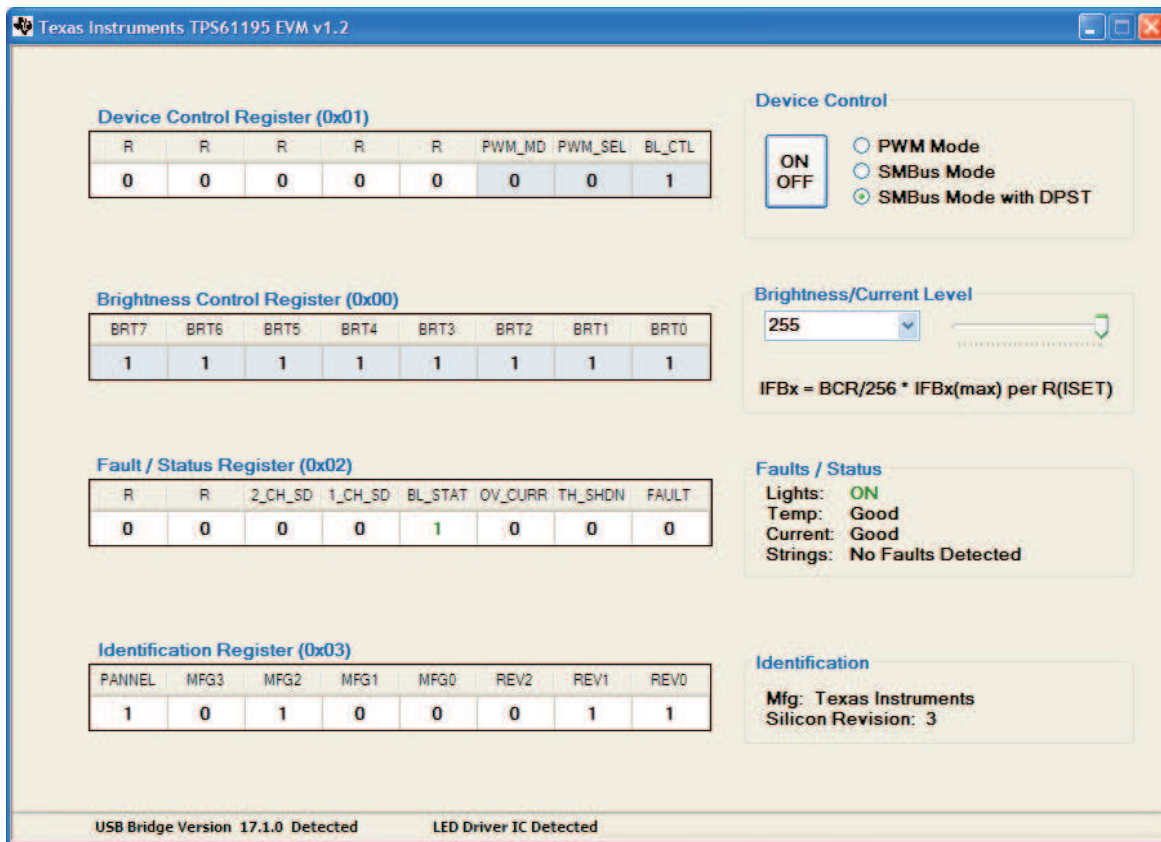 Texas Instruments TPS61195 EVM v1.2
Device Control Register (0x01)
R R R R R PWM_MD PWM_SEL BL_CTL
0 0 0 0 0 0 0 1
Device Control
ON
OFF
PWM Mode
SMBus Mode
SMBus Mode with DPST
Brightness Control Register (0x00)
BRT7 BRT6 BRT5 BRT4 BRT3 BRT2 BRT1 BRT0
1 1 1 1 1 1 1 1
Brightness/Current Level
255
IFBx = BCR/256 * IFBx(max) per R(ISET)
Fault / Status Register (0x02)
R R 2_CH_SD 1_CH_SD BL_STAT OV_CURR TH_SHDN FAULT
0 0 0 0 1 0 0 0
Faults / Status
Lights: ON
Temp: Good
Current: Good
Strings: No Faults Detected
Identification Register (0x03)
PANNEL MFG3 MFG2 MFG1 MFG0 REV2 REV1 REV0
1 0 1 0 0 0 1 1
Identification
Mfg: Texas Instruments
Silicon Revision: 3
USB Bridge Version 17.1.0 Detected LED Driver IC Detected